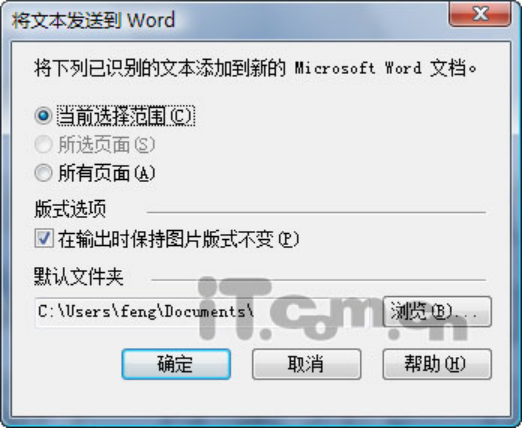 将文本发送到 Word
将下列已识别的文本添加到新的 Microsoft Word 文档。
当前选择范围(C)
所选页面(S)
所有页面(A)
版式选项
在输出时保持图片版式不变(P)
默认文件夹
C:\Users\feng\Documents\
浏览(B)...
iT.com.cn
确定
取消
帮助(H)